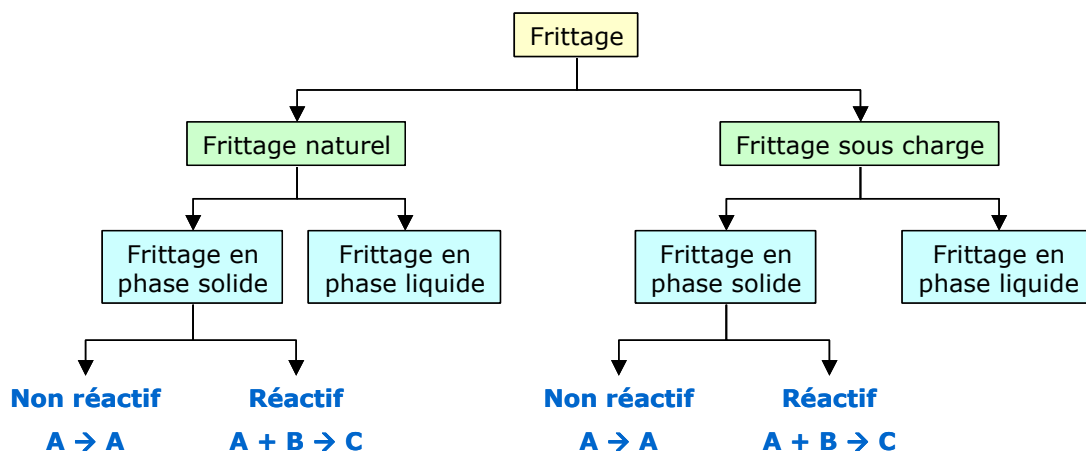 Frittage
Frittage naturel
Frittage sous charge
Frittage en
phase solide
Frittage en
phase liquide
Frittage en
phase solide
Frittage en
phase liquide
Non réactif
A → A
Réactif
A + B → C
Non réactif
A → A
Réactif
A + B → C